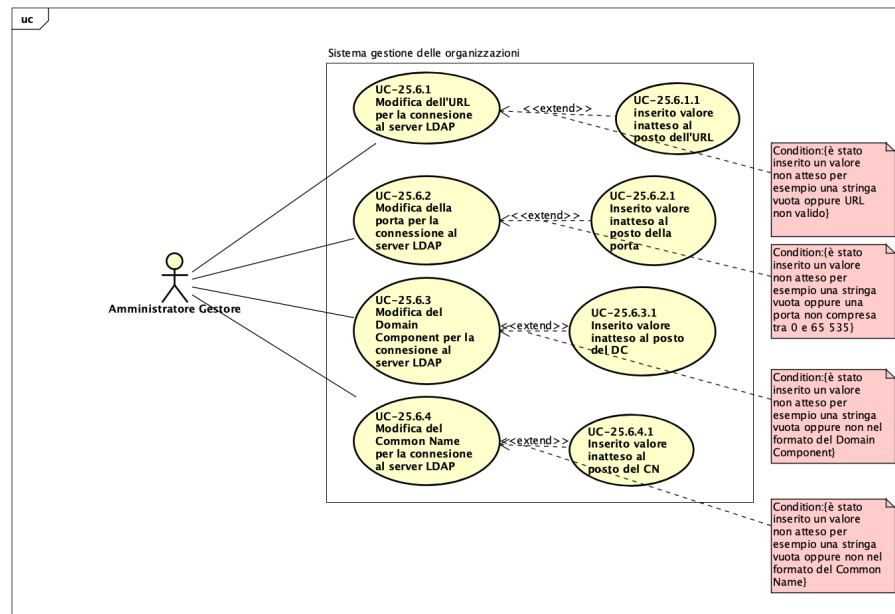 uc
Sistema gestione delle organizzazioni
UC-25.6.1
Modifica dell'URL
per la connesione
al server LDAP
<<extend>>
UC-25.6.1.1
inserito valore
inatteso al
posto dell'URL
Condition:{è stato
inserito un valore
non atteso per
esempio una stringa
vuota oppure URL
non valido}
UC-25.6.2
Modifica della
porta per la
connessione al
server LDAP
<<extend>>
UC-25.6.2.1
Inserito valore
inatteso al
posto della
porta
Condition:{è stato
inserito un valore
non atteso per
esempio una stringa
vuota oppure una
porta non compresa
tra 0 e 65 535}
Amministratore Gestore
UC-25.6.3
Modifica del
Domain
Component per la
connesione al
server LDAP
<<extend>>
UC-25.6.3.1
Inserito valore
inatteso al posto
del DC
Condition:{è stato
inserito un valore
non atteso per
esempio una stringa
vuota oppure non nel
formato del Domain
Component}
UC-25.6.4
Modifica del
Common Name
per la connesione
al server LDAP
<<extend>>
UC-25.6.4.1
Inserito valore
inatteso al
posto del CN
Condition:{è stato
inserito un valore
non atteso per
esempio una stringa
vuota oppure non nel
formato del Common
Name}